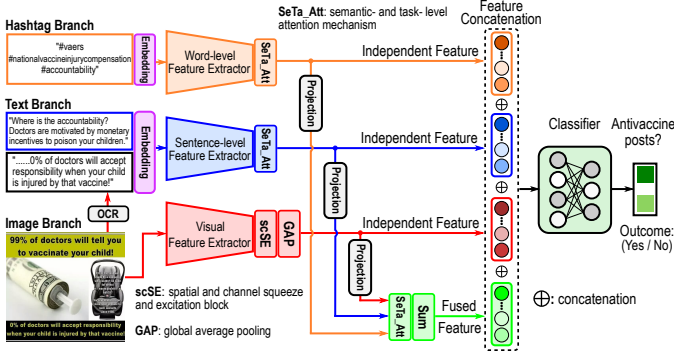 Hashtag Branch
"#vaers
#nationalvaccineinjurycompensation
#accountability"
Embedding
Word-level
Feature Extractor
SeTa_Att
SeTa_Att: semantic- and task- level
attention mechanism
Independent Feature
Projection
Feature
Concatenation
Text Branch
"Where is the accountability?
Doctors are motivated by monetary
incentives to poison your children."
"......0% of doctors will accept
responsibility when your child
is injured by that vaccine!"
Embedding
Sentence-level
Feature Extractor
SeTa_Att
Independent Feature
Projection
Classifier
Antivaccine
posts?
Outcome:
(Yes / No)
OCR
Image Branch
99% of doctors will tell you
to vaccinate your child!
0% of doctors will accept responsibility
when your child is injured by that vaccine!
Visual
Feature Extractor
scSE
GAP
Independent Feature
Projection
scSE: spatial and channel squeeze
and excitation block
GAP: global average pooling
SeTa_Att
Sum
Fused
Feature
⊕: concatenation